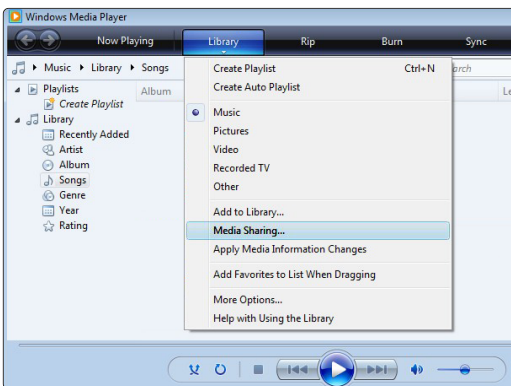 Windows Media Player
Now Playing Library Rip Burn Sync
Music Library Songs
Playlists
Create Playlist
Library
Recently Added
Artist
Album
Songs
Genre
Year
Rating
Album
Create Playlist Ctrl+N
Create Auto Playlist
Music
Pictures
Video
Recorded TV
Other
Add to Library...
Media Sharing...
Apply Media Information Changes
Add Favorites to List When Dragging
More Options...
Help with Using the Library
arch
Le